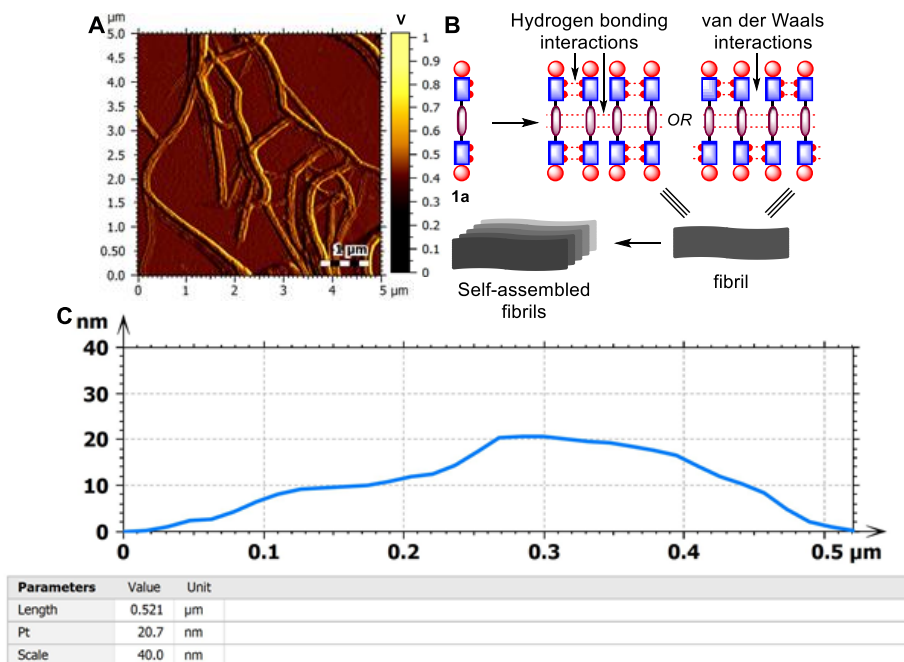 A
µm
5.0
4.5
4.0
3.5
3.0
2.5
2.0
1.5
1.0
0.50
0.0
0 1 2 3 4 5 µm
1 µm
V
1
0.9
0.8
0.7
0.6
0.5
0.4
0.3
0.2
0.1
0
B
Hydrogen bonding
interactions
van der Waals
interactions
OR
1a
Self-assembled
fibrils
fibril
C
nm
40
30
20
10
0
0 0.1 0.2 0.3 0.4 0.5 µm
Parameters Value Unit
Length 0.521 µm
Pt 20.7 nm
Scale 40.0 nm